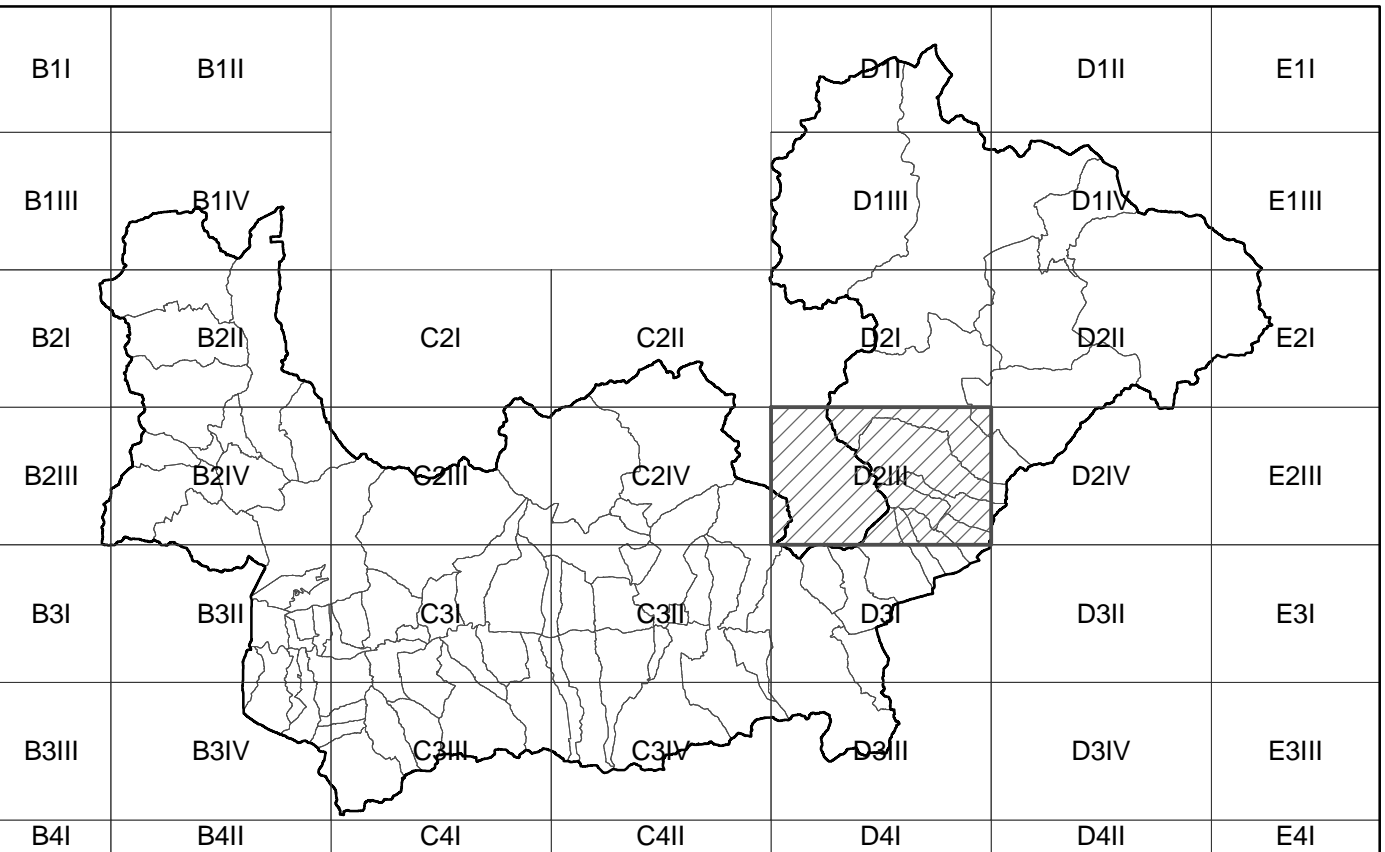 B1I B1II D1I D1II E1I
B1III B1IV D1III D1IV E1III
B2I B2II C2I C2II D2I D2II E2I
B2III B2IV C2III C2IV D2III D2IV E2III
B3I B3II C3I C3II D3I D3II E3I
B3III B3IV C3III C3IV D3III D3IV E3III
B4I B4II C4I C4II D4I D4II E4I